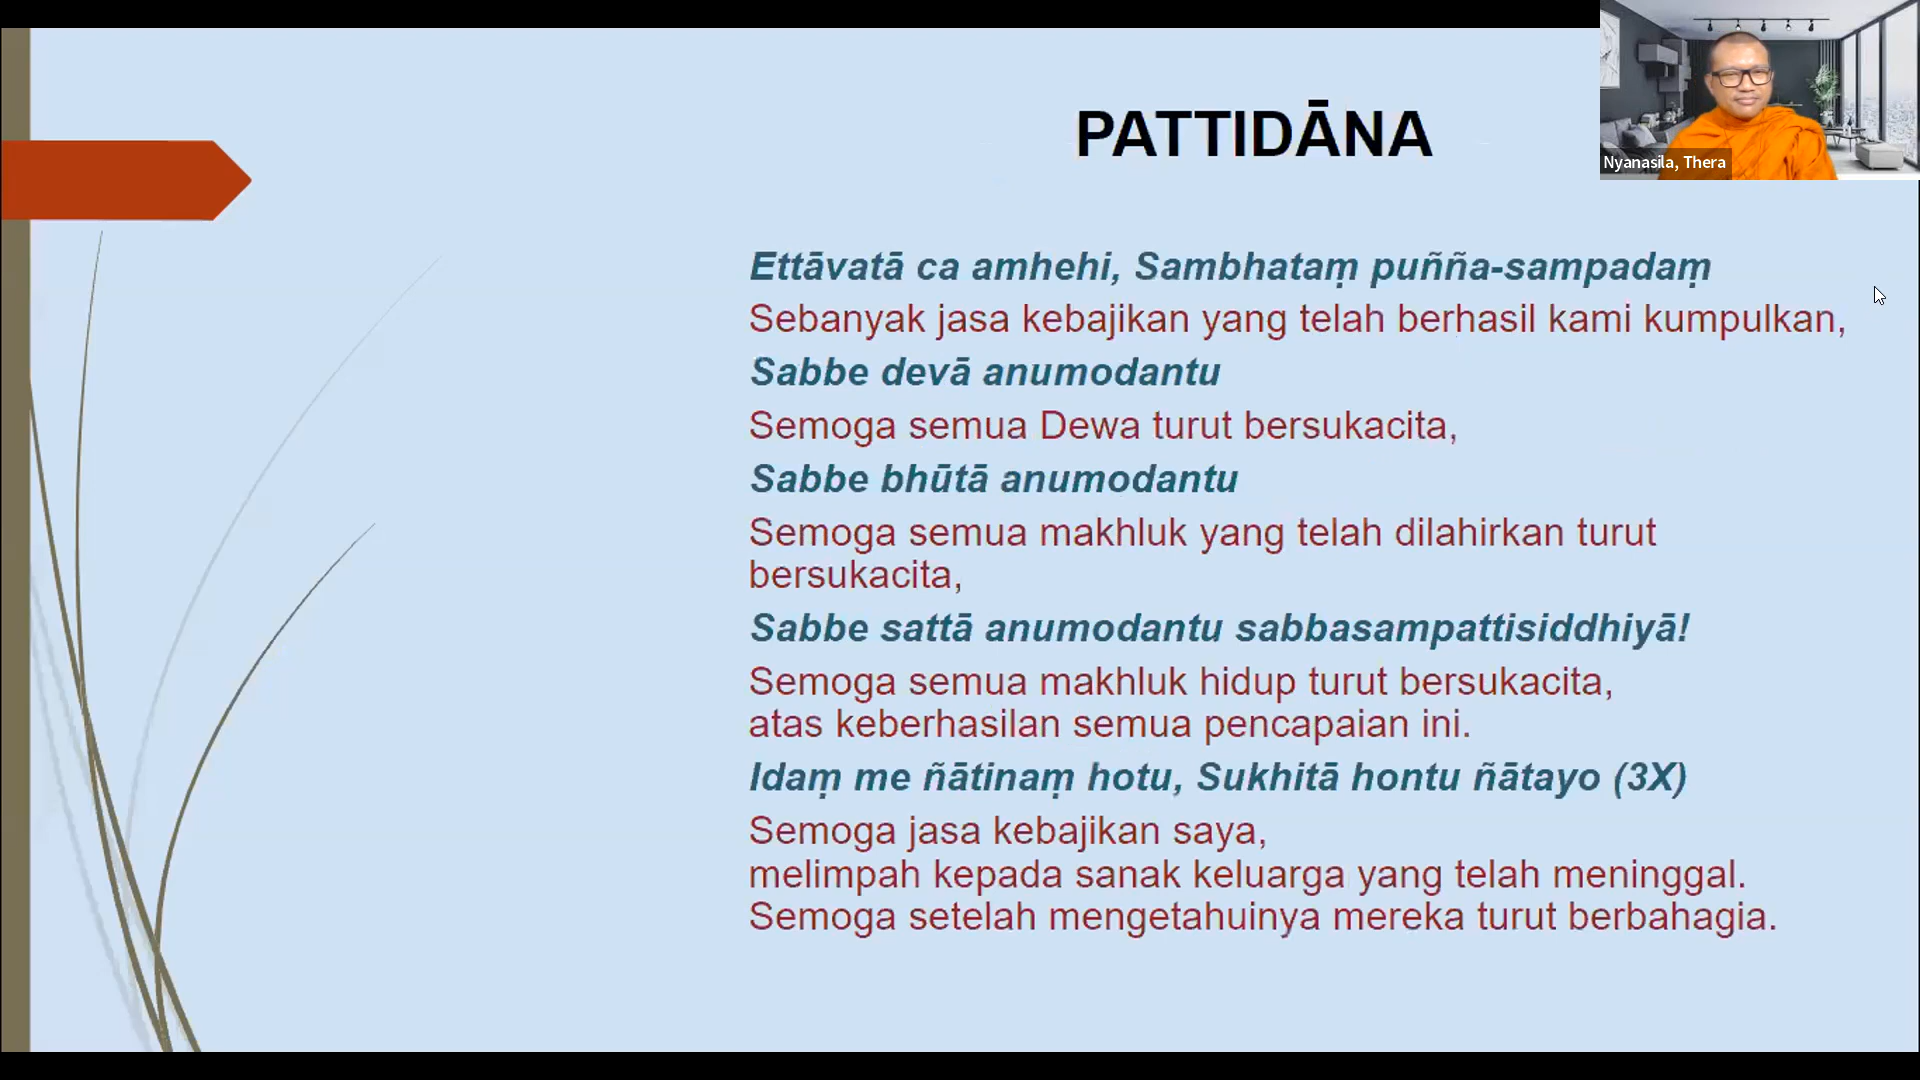 PATTIDĀNA
Nyanasila, Thera
Ettāvatā ca amhehi, Sambhataṃ puñña-sampadaṃ
Sebanyak jasa kebajikan yang telah berhasil kami kumpulkan,
Sabbe devā anumodantu
Semoga semua Dewa turut bersukacita,
Sabbe bhūtā anumodantu
Semoga semua makhluk yang telah dilahirkan turut
bersukacita,
Sabbe sattā anumodantu sabbasampattisiddhiyā!
Semoga semua makhluk hidup turut bersukacita,
atas keberhasilan semua pencapaian ini.
Idaṃ me ñātinaṃ hotu, Sukhitā hontu ñātayo (3X)
Semoga jasa kebajikan saya,
melimpah kepada sanak keluarga yang telah meninggal.
Semoga setelah mengetahuinya mereka turut berbahagia.